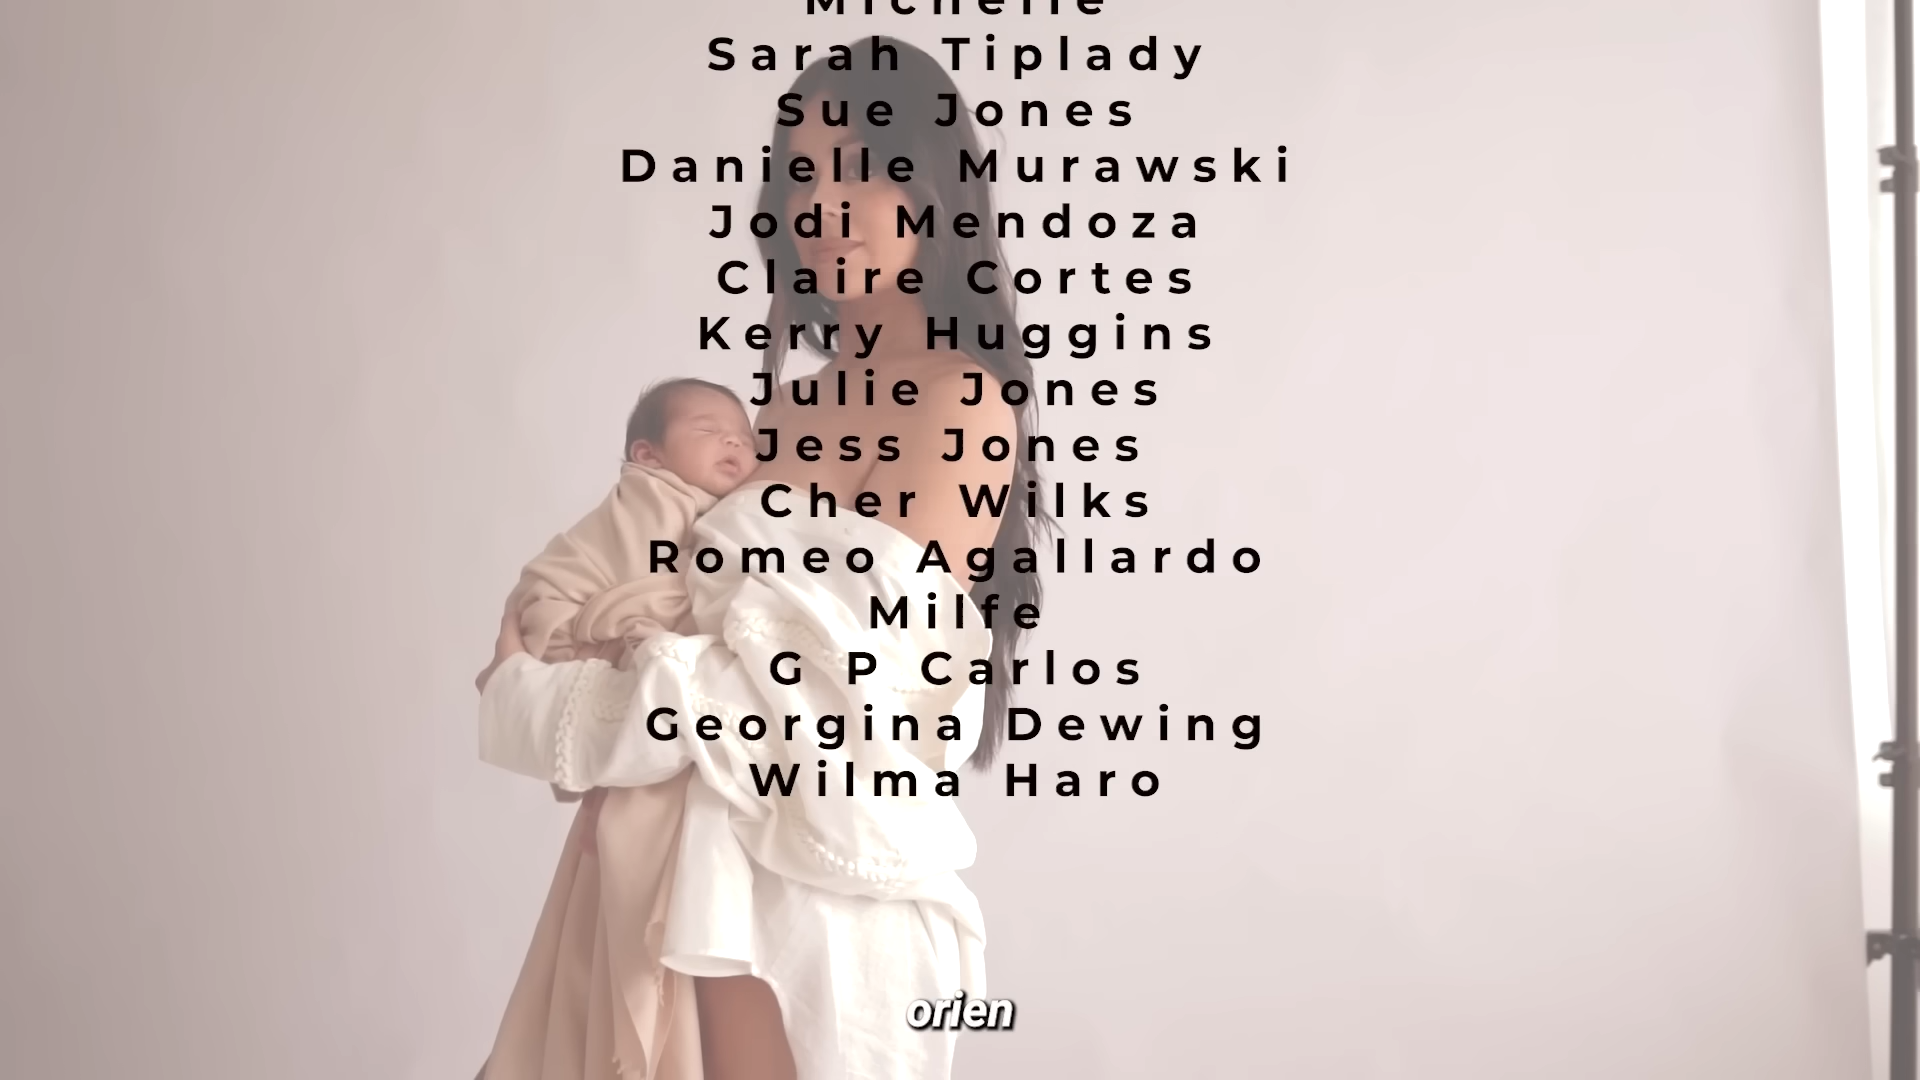 Michelle
Sarah Tiplady
Sue Jones
Danielle Murawski
Jodi Mendoza
Claire Cortes
Kerry Huggins
Julie Jones
Jess Jones
Cher Wilks
Romeo Agallardo
Milfe
G P Carlos
Georgina Dewing
Wilma Haro
orien